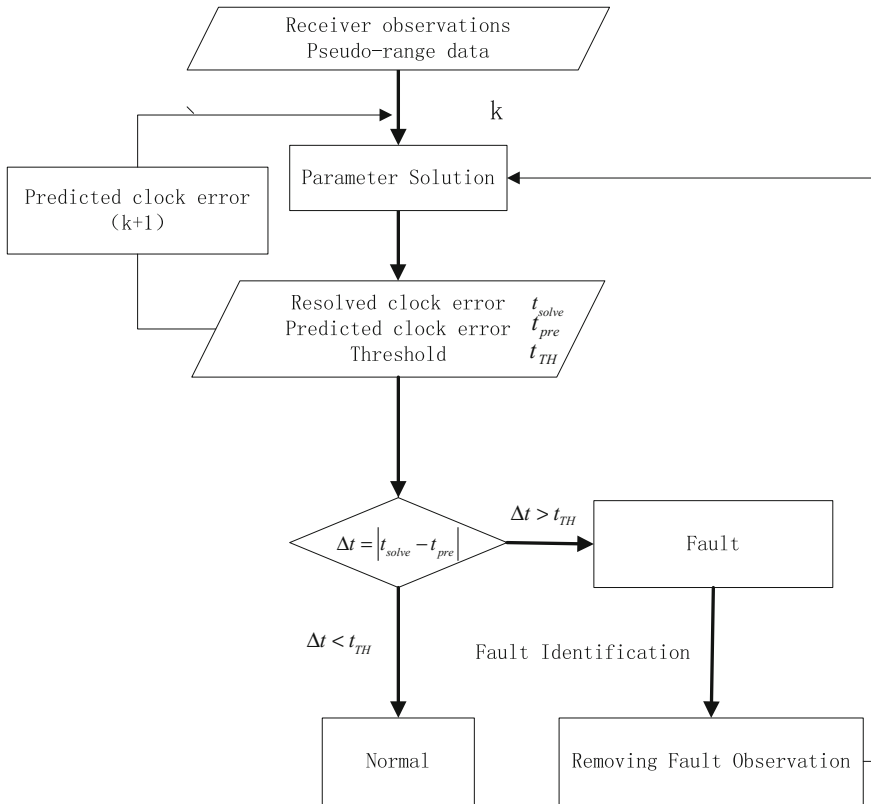 Receiver observations
Pseudo-range data
k
Parameter Solution
Predicted clock error
(k+1)
Resolved clock error t_solve
Predicted clock error t_pre
Threshold t_TH
Δt > t_TH
Δt = |t_solve − t_pre|
Fault
Δt < t_TH
Fault Identification
Normal
Removing Fault Observation